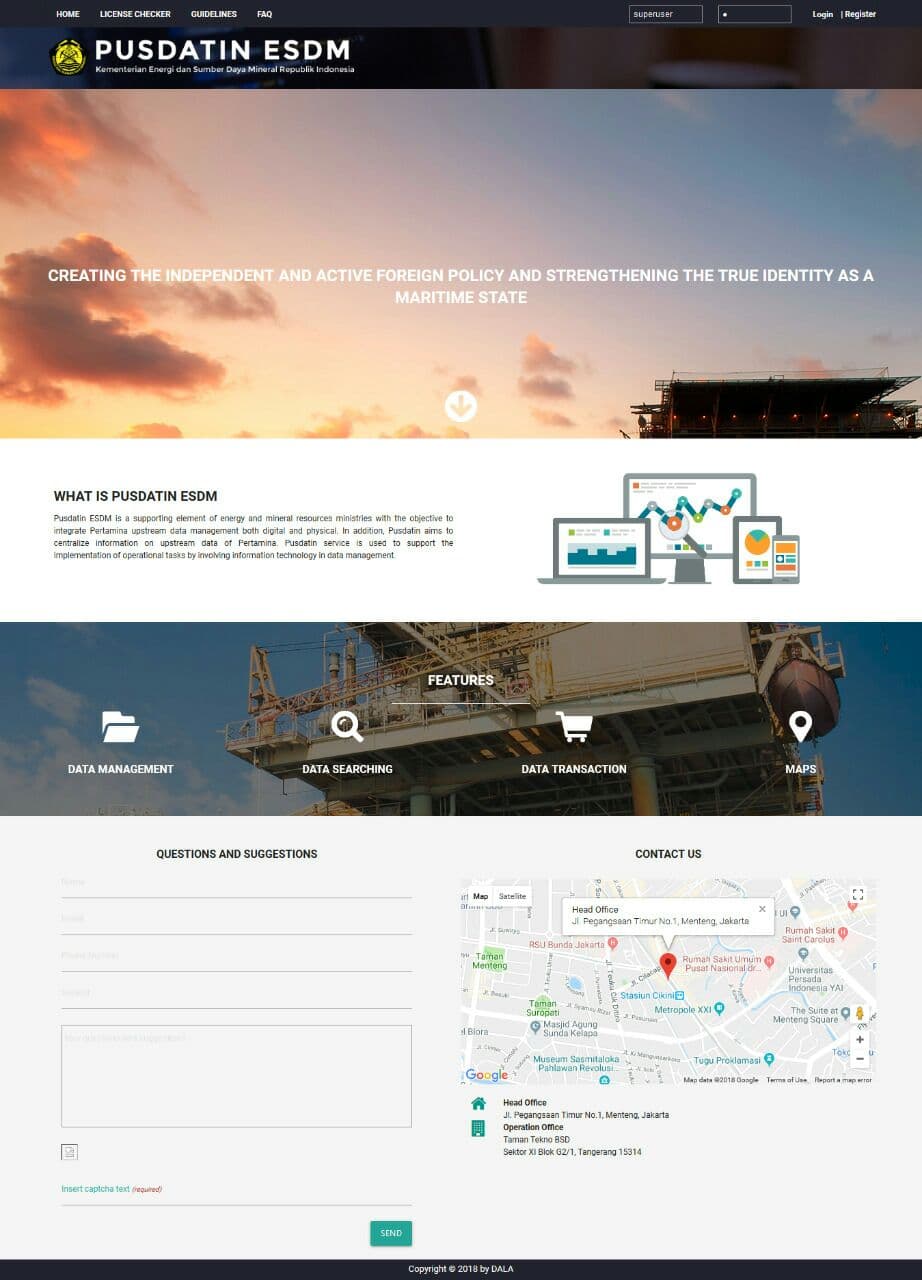 HOME LICENSE CHECKER GUIDELINES FAQ superuser Login | Register
PUSDATIN ESDM
Kementerian Energi dan Sumber Daya Mineral Republik Indonesia
CREATING THE INDEPENDENT AND ACTIVE FOREIGN POLICY AND STRENGTHENING THE TRUE IDENTITY AS A
MARITIME STATE
WHAT IS PUSDATIN ESDM
Pusdatin ESDM is a supporting element of energy and mineral resources ministries with the objective to
integrate Pertamina upstream data management both digital and physical. In addition, Pusdatin aims to
centralize information on upstream data of Pertamina. Pusdatin service is used to support the
implementation of operational tasks by involving information technology in data management.
FEATURES
DATA MANAGEMENT
DATA SEARCHING
DATA TRANSACTION
MAPS
QUESTIONS AND SUGGESTIONS
Name
Email
Phone Number
Your questions and suggestions
Insert captcha text (required)
SEND
CONTACT US
Map Satellite
Head Office
Jl. Pegangsaan Timur No.1, Menteng, Jakarta
RSU Bunda Jakarta
Rumah Sakit
Saint Carolus
Taman
Menteng
Rumah Sakit Umum
Pusat Nasional dr...
Universitas
Persada
Indonesia YAI
Stasiun Cikini
Taman
Suropati
Metropole XXI
The Suite at
Menteng Square
Masjid Agung
Sunda Kelapa
Museum Sasmitaloka
Pahlawan Revolusi...
Tugu Proklamasi
Google
Map data ©2018 Google Terms of Use Report a map error
Head Office
Jl. Pegangsaan Timur No.1, Menteng, Jakarta
Operation Office
Taman Tekno BSD
Sektor XI Blok G2/1, Tangerang 15314
Copyright © 2018 by DALA